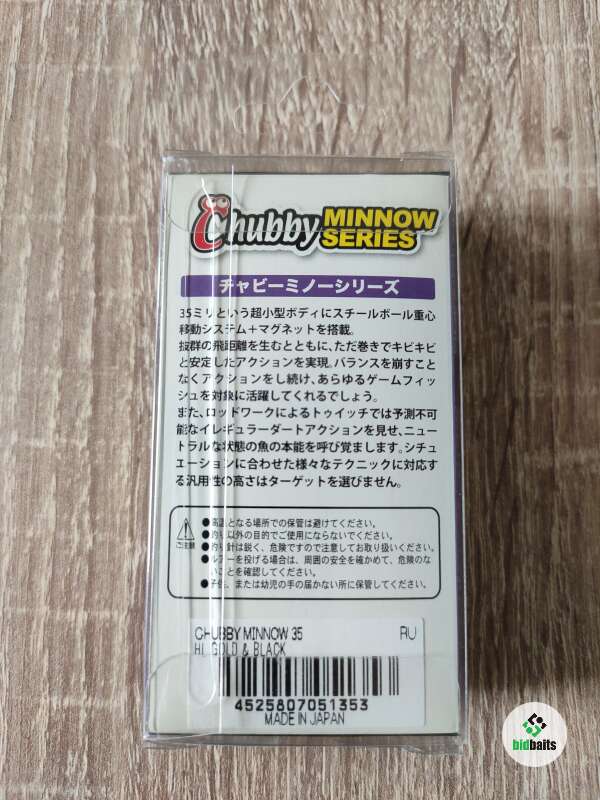 Chubby MINNOW
SERIES
チャビーミノーシリーズ
35ミリという超小型ボディにスチールボール重心
移動システム+マグネットを搭載。
抜群の飛距離を生むとともに、ただ巻きでキビキビ
と安定したアクションを実現。バランスを崩すこと
なくアクションをし続け、あらゆるゲームフィッ
シュを対象に活躍してくれるでしょう。
また、ロッドワークによるトゥイッチでは予測不可
能なイレギュラーダートアクションを見せ、ニュー
トラルな状態の魚の本能を呼び覚まします。シチュ
エーションに合わせた様々なテクニックに対応す
る汎用性の高さはターゲットを選びません。
ご注意
●高温となる場所での保管は避けてください。
●釣り以外の目的でご使用にならないでください。
●釣り針は鋭く、危険ですので注意してお取り扱いください。
●ルアーを投げる場合は、周囲の安全を確かめて、危険のな
いことを確認してください。
●子供、または幼児の手の届かない所に保管してください。
CHUBBY MINNOW 35 RU
HL GOLD & BLACK
4525807051353
MADE IN JAPAN
bidbaits